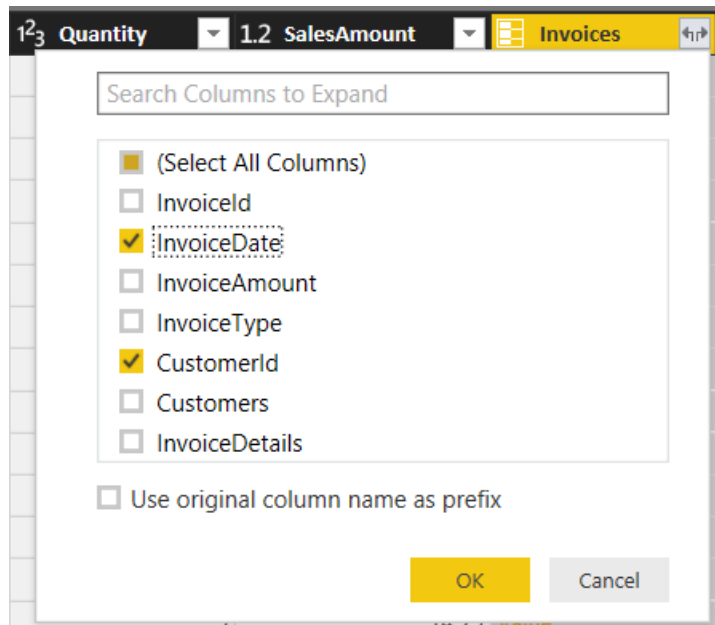 1²3 Quantity 1.2 SalesAmount Invoices
Search Columns to Expand
(Select All Columns)
InvoiceId
InvoiceDate
InvoiceAmount
InvoiceType
CustomerId
Customers
InvoiceDetails
Use original column name as prefix
OK Cancel